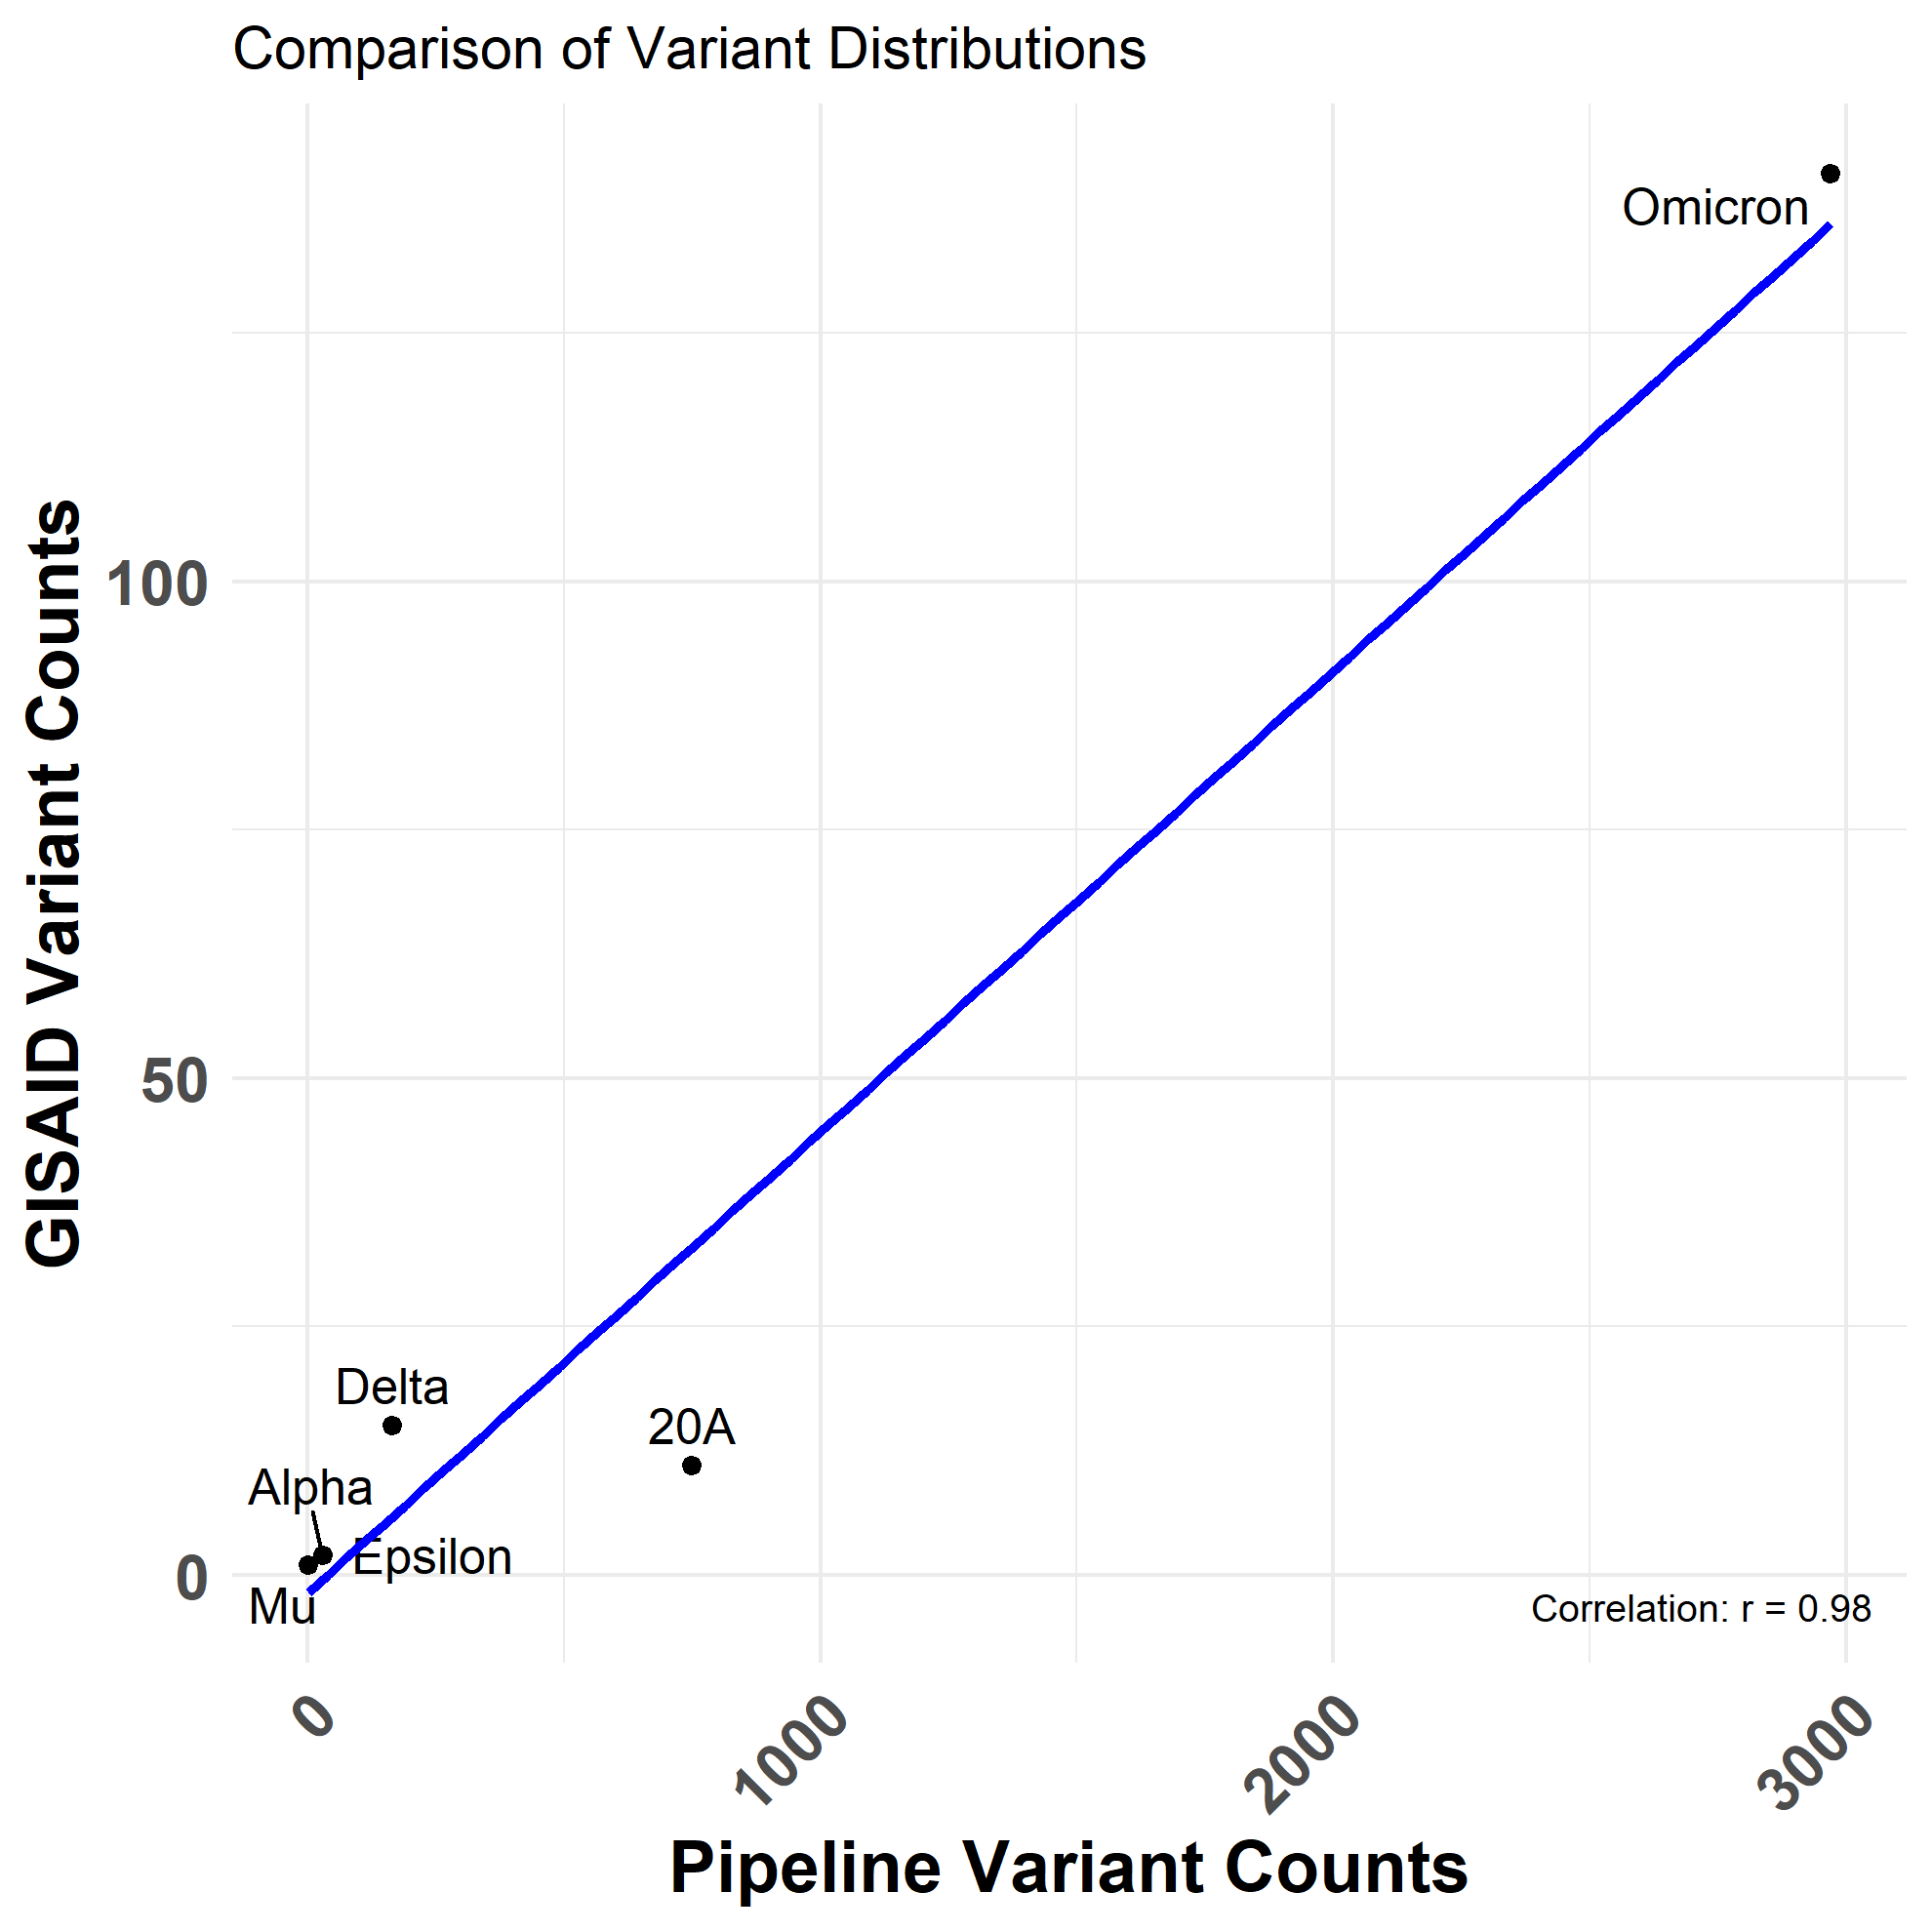 Comparison of Variant Distributions
GISAID Variant Counts
100
50
0
Omicron
Delta
20A
Alpha
Epsilon
Mu
Correlation: r = 0.98
0
1000
2000
3000
Pipeline Variant Counts